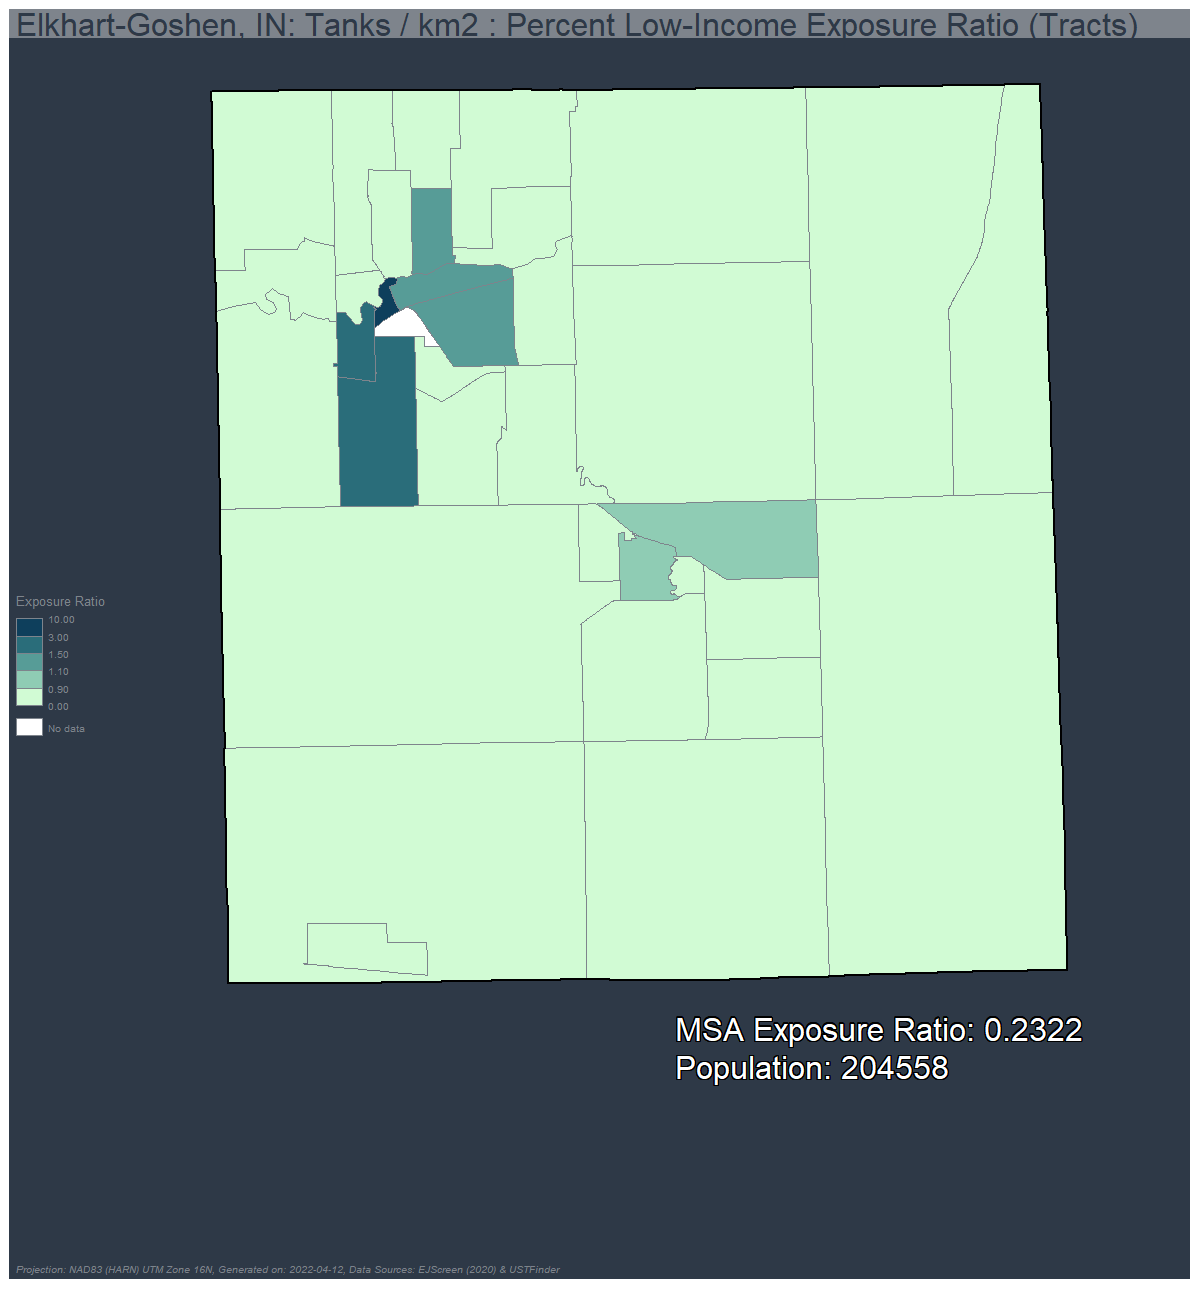 Elkhart-Goshen, IN: Tanks / km2 : Percent Low-Income Exposure Ratio (Tracts)
Exposure Ratio
10.00
3.00
1.50
1.10
0.90
0.00
No data
MSA Exposure Ratio: 0.2322
Population: 204558
Projection: NAD83 (HARN) UTM Zone 16N, Generated on: 2022-04-12, Data Sources: EJScreen (2020) & USTFinder